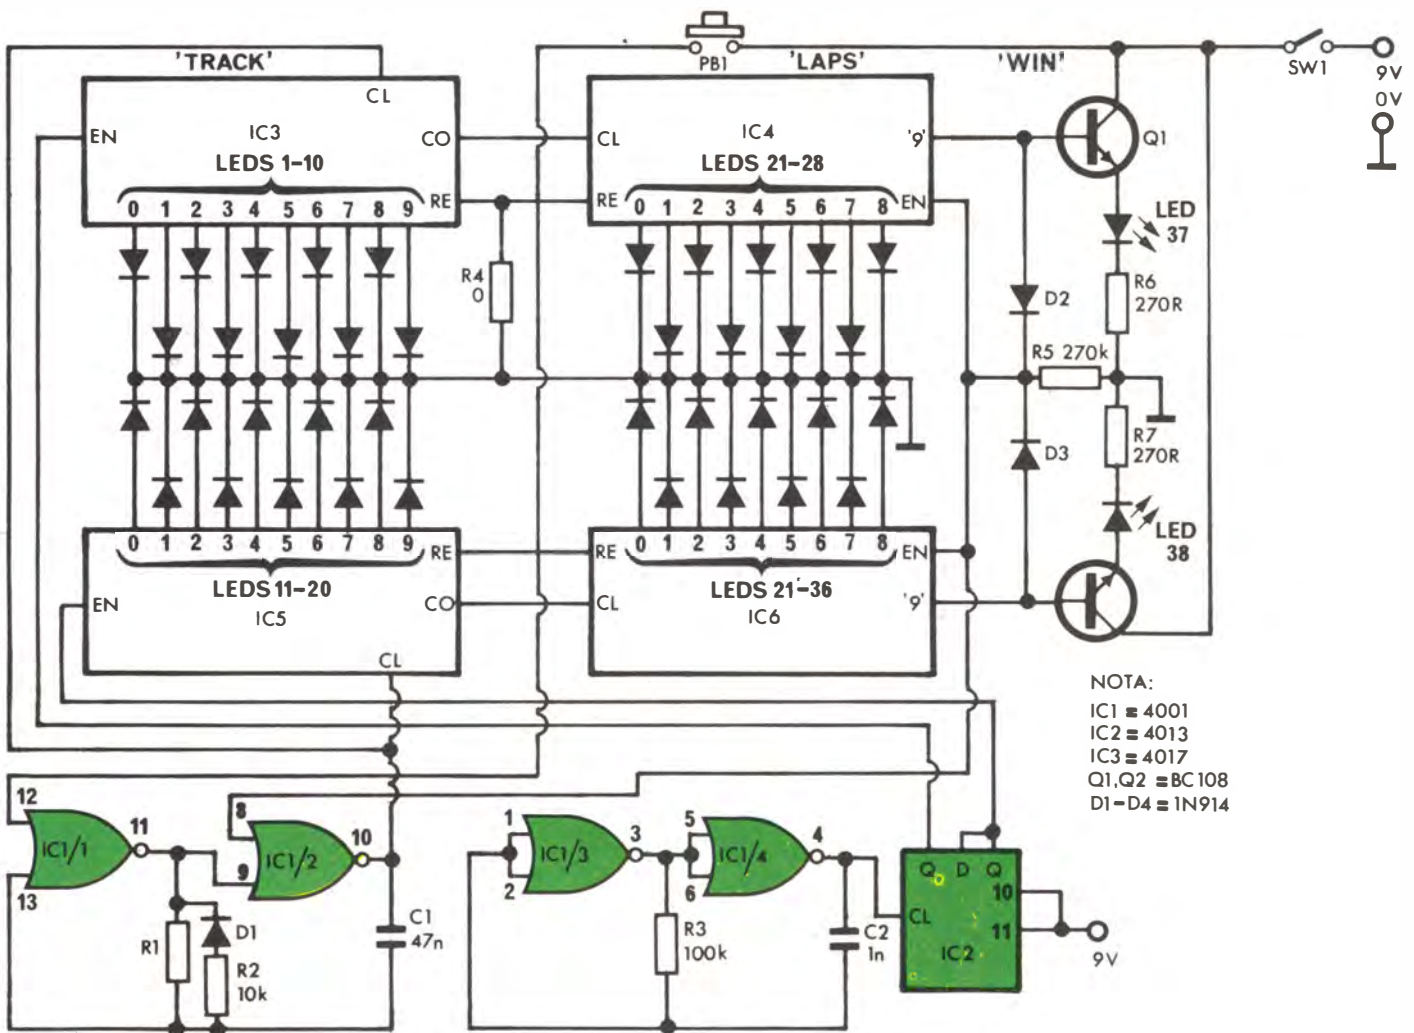 'TRACK'
PB1
'LAPS'
'WIN'
SW1
9V
0V
CL
EN
IC3
CO
LEDS 1-10
RE
0 1 2 3 4 5 6 7 8 9
CL
IC4
'9'
LEDS 21-28
RE
EN
0 1 2 3 4 5 6 7 8
Q1
LED
37
R4
0
D2
R6
270R
R5 270k
D3
R7
270R
LED
38
0 1 2 3 4 5 6 7 8 9
RE
LEDS 11-20
EN
CO
IC5
CL
0 1 2 3 4 5 6 7 8
RE
EN
LEDS 21-36
CL
'9'
IC6
NOTA:
IC1 = 4001
IC2 = 4013
IC3 = 4017
Q1,Q2 = BC 108
D1-D4 = 1N914
12
11
IC1/1
13
8
10
IC1/2
9
R1
D1
R2
10k
C1
47n
1
3
IC1/3
2
5
4
IC1/4
6
R3
100k
C2
1n
Q D Q
10
CL
11
IC2
9V